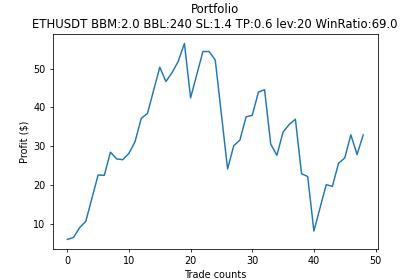 Portfolio
ETHUSDT BBM:2.0 BBL:240 SL:1.4 TP:0.6 lev:20 WinRatio:69.0
Profit ($)
50
40
30
20
10
0 10 20 30 40 50
Trade counts